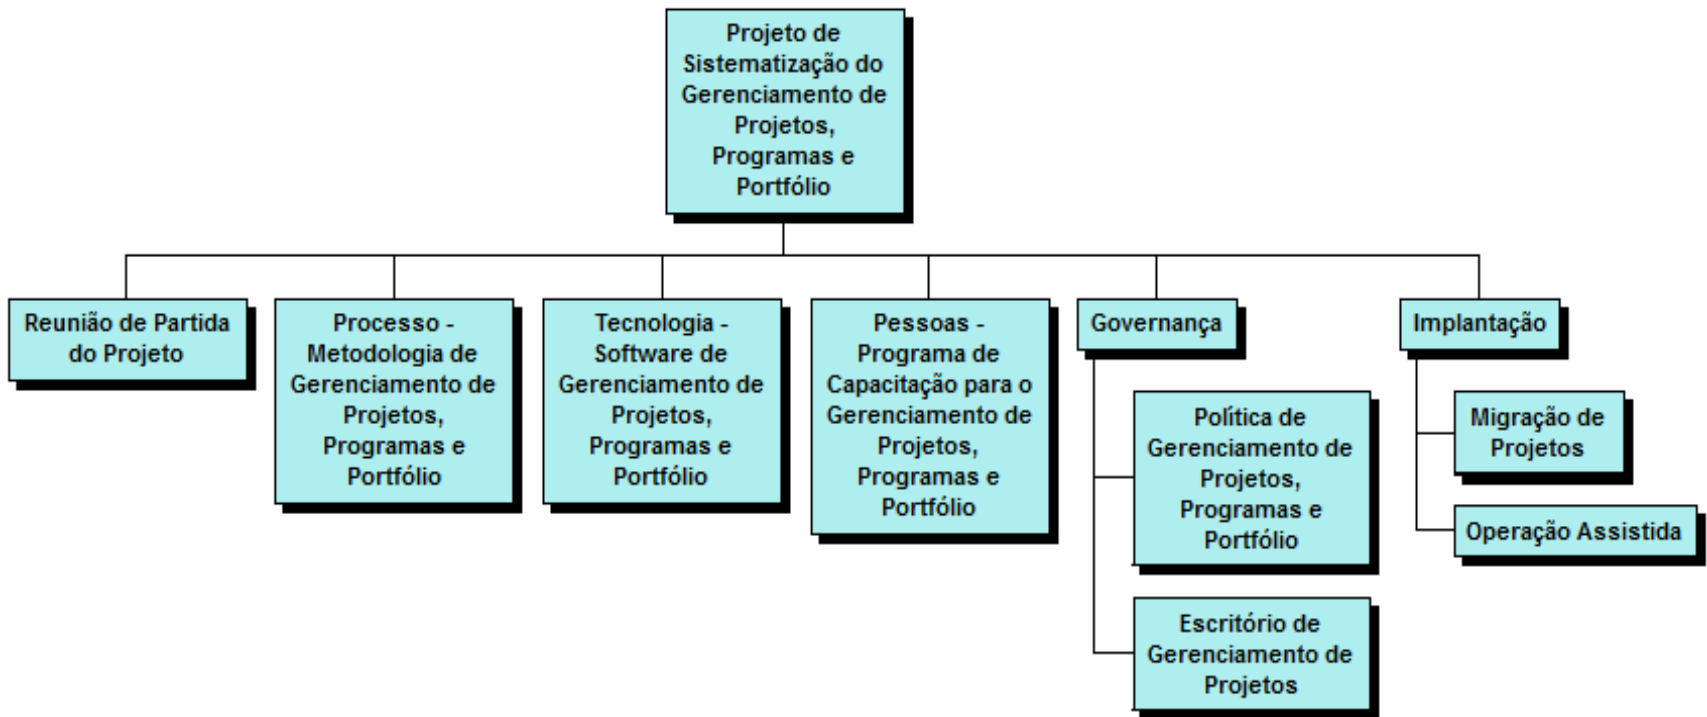 Projeto de
Sistematização do
Gerenciamento de
Projetos,
Programas e
Portfólio
Reunião de Partida
do Projeto
Processo -
Metodologia de
Gerenciamento de
Projetos,
Programas e
Portfólio
Tecnologia -
Software de
Gerenciamento de
Projetos,
Programas e
Portfólio
Pessoas -
Programa de
Capacitação para o
Gerenciamento de
Projetos,
Programas e
Portfólio
Governança
Política de
Gerenciamento de
Projetos,
Programas e
Portfólio
Escritório de
Gerenciamento de
Projetos
Implantação
Migração de
Projetos
Operação Assistida